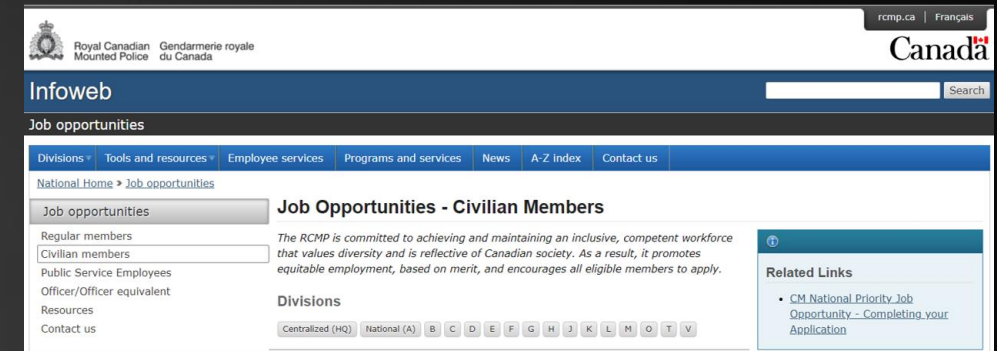 rcmp.ca | Français
Royal Canadian Gendarmerie royale
Mounted Police du Canada
Canada
Infoweb
Search
Job opportunities
Divisions Tools and resources Employee services Programs and services News A-Z index Contact us
National Home > Job opportunities
Job opportunities
Regular members
Civilian members
Public Service Employees
Officer/Officer equivalent
Resources
Contact us
Job Opportunities - Civilian Members
The RCMP is committed to achieving and maintaining an inclusive, competent workforce
that values diversity and is reflective of Canadian society. As a result, it promotes
equitable employment, based on merit, and encourages all eligible members to apply.
Divisions
Centralized (HQ) National (A) B C D E F G H J K L M O T V
Related Links
• CM National Priority Job
Opportunity - Completing your
Application